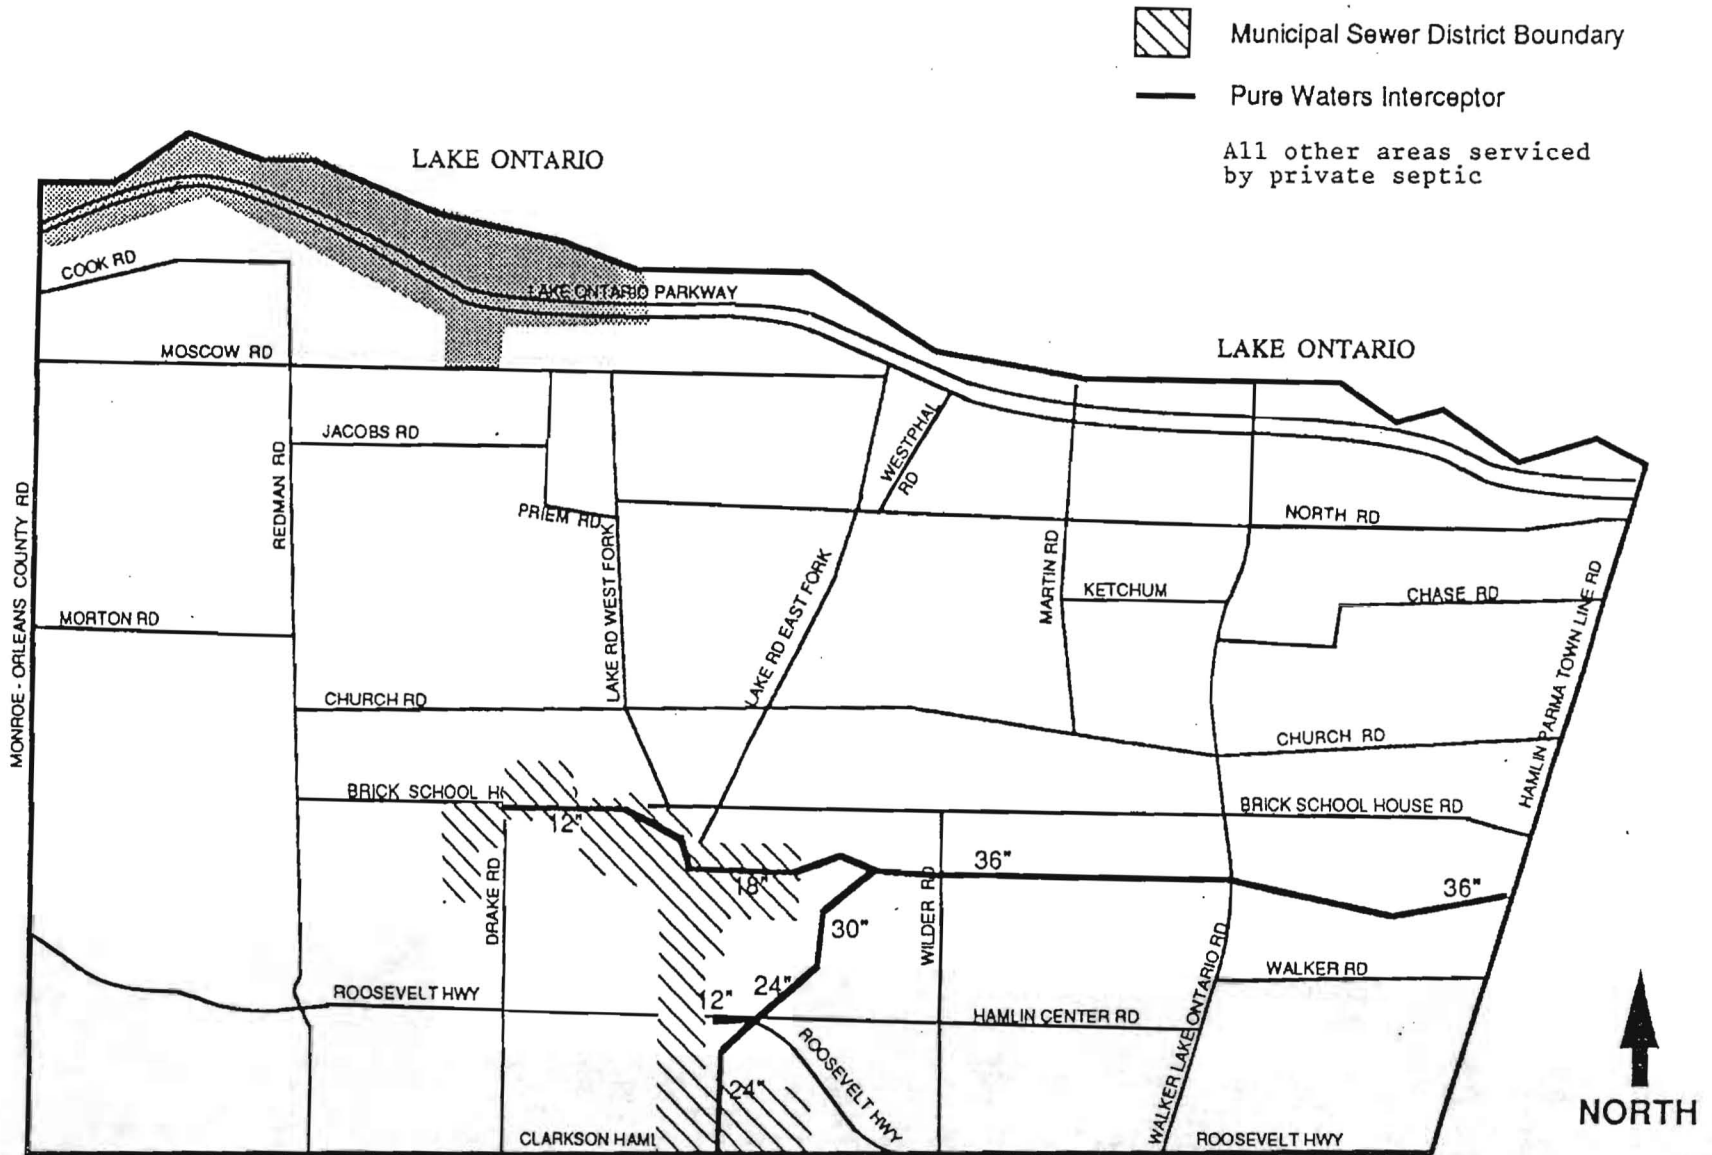 Municipal Sewer District Boundary
Pure Waters Interceptor
All other areas serviced
by private septic
LAKE ONTARIO
COOK RD
LAKE ONTARIO PARKWAY
MOSCOW RD
LAKE ONTARIO
JACOBS RD
WESTPHAL
RD
REDMAN RD
PRIEM RD
NORTH RD
MONROE - ORLEANS COUNTY RD
LAKE RD WEST FORK
LAKE RD EAST FORK
MARTIN RD
KETCHUM
CHASE RD
HAMLIN PARMA TOWN LINE RD
MORTON RD
CHURCH RD
CHURCH RD
BRICK SCHOOL H
BRICK SCHOOL HOUSE RD
12"
DRAKE RD
18"
WILDER RD
36"
36"
30"
WALKER LAKE ONTARIO RD
WALKER RD
ROOSEVELT HWY
12"
24"
HAMLIN CENTER RD
ROOSEVELT HWY
24"
CLARKSON HAML
ROOSEVELT HWY
NORTH